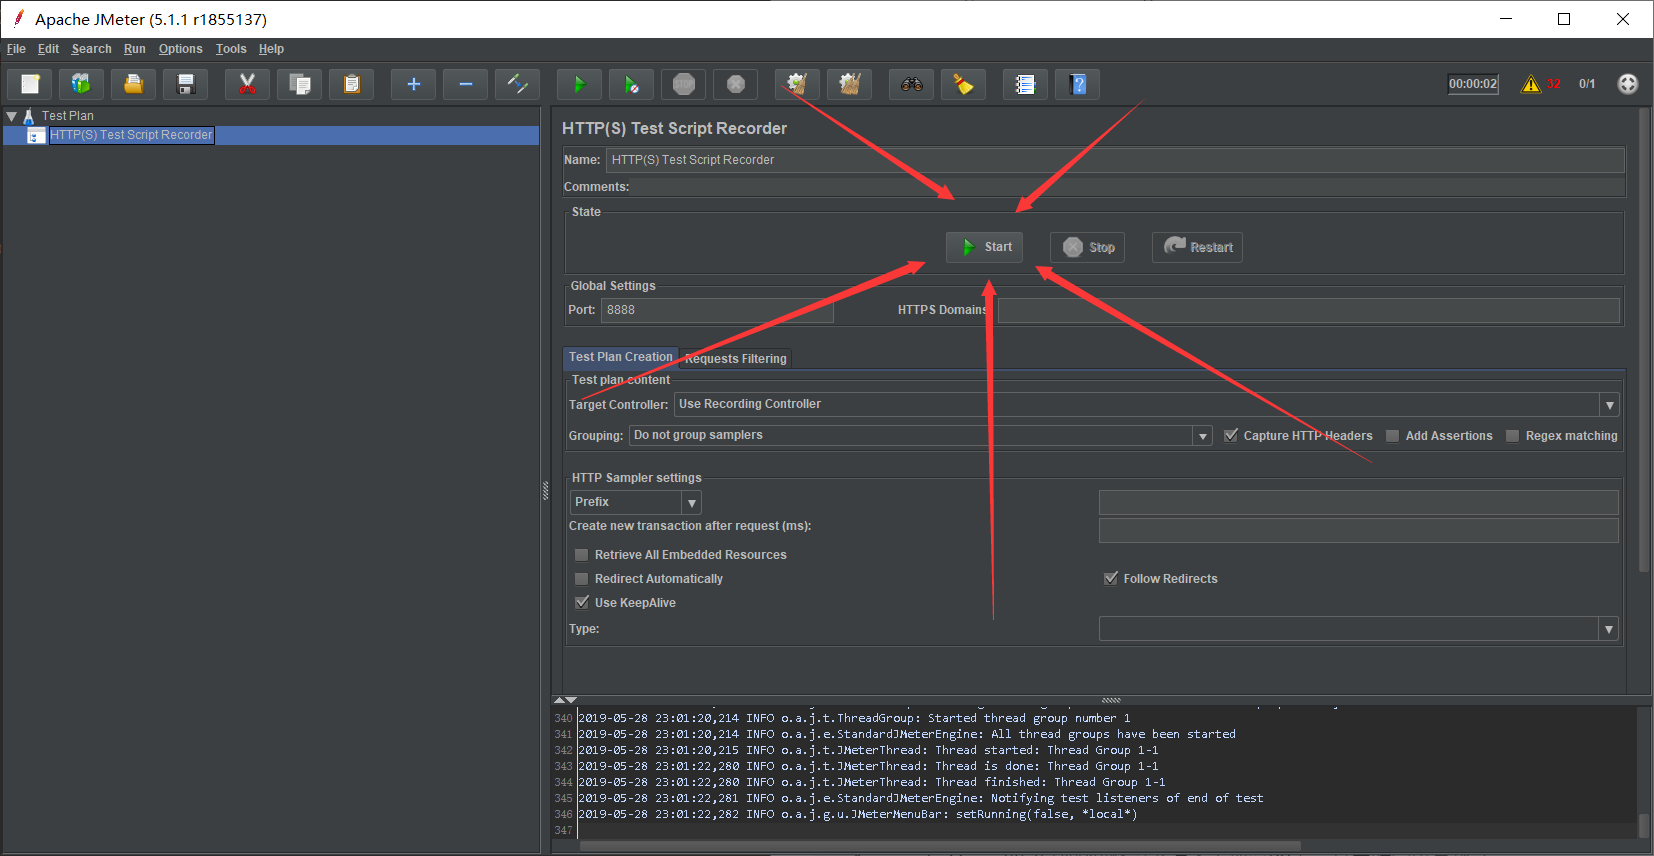 Apache JMeter (5.1.1 r1855137)
File Edit Search Run Options Tools Help
00:00:02 32 0/1
Test Plan
HTTP(S) Test Script Recorder
HTTP(S) Test Script Recorder
Name: HTTP(S) Test Script Recorder
Comments:
State
Start Stop Restart
Global Settings
Port: 8888 HTTPS Domains
Test Plan Creation Requests Filtering
Test plan content
Target Controller: Use Recording Controller
Grouping: Do not group samplers Capture HTTP Headers Add Assertions Regex matching
HTTP Sampler settings
Prefix
Create new transaction after request (ms):
Retrieve All Embedded Resources
Redirect Automatically Follow Redirects
Use KeepAlive
Type:
340 2019-05-28 23:01:20,214 INFO o.a.j.t.ThreadGroup: Started thread group number 1
341 2019-05-28 23:01:20,214 INFO o.a.j.e.StandardJMeterEngine: All thread groups have been started
342 2019-05-28 23:01:20,215 INFO o.a.j.t.JMeterThread: Thread started: Thread Group 1-1
343 2019-05-28 23:01:22,280 INFO o.a.j.t.JMeterThread: Thread is done: Thread Group 1-1
344 2019-05-28 23:01:22,280 INFO o.a.j.t.JMeterThread: Thread finished: Thread Group 1-1
345 2019-05-28 23:01:22,281 INFO o.a.j.e.StandardJMeterEngine: Notifying test listeners of end of test
346 2019-05-28 23:01:22,282 INFO o.a.j.g.u.JMeterMenuBar: setRunning(false, *local*)
347